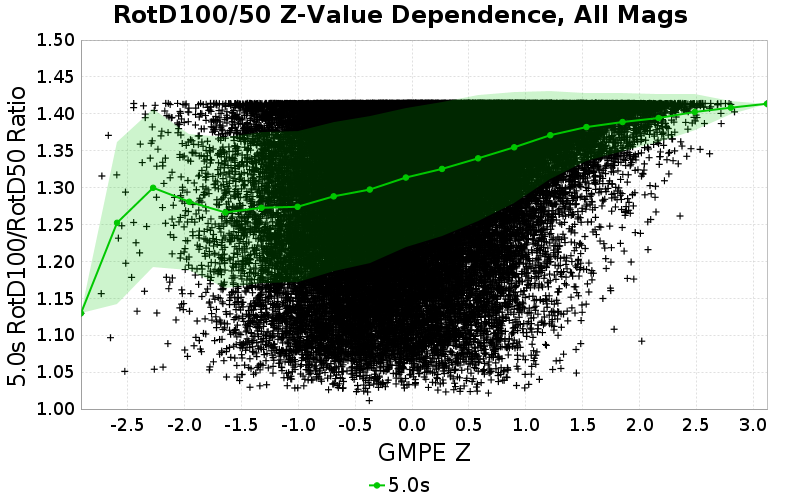 RotD100/50 Z-Value Dependence, All Mags
5.0s RotD100/RotD50 Ratio
1.50
1.45
1.40
1.35
1.30
1.25
1.20
1.15
1.10
1.05
1.00
-2.5 -2.0 -1.5 -1.0 -0.5 0.0 0.5 1.0 1.5 2.0 2.5 3.0
GMPE Z
5.0s